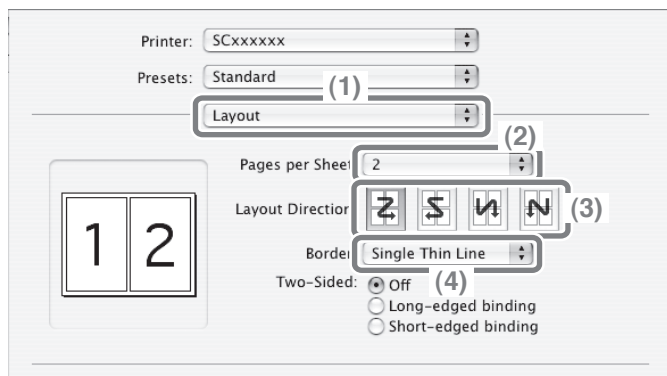 Printer: SCxxxxxx
Presets: Standard
(1)
Layout
(2)
Pages per Sheet 2
Layout Direction (3)
Border Single Thin Line
(4)
Two-Sided: Off
Long-edged binding
Short-edged binding
1 2